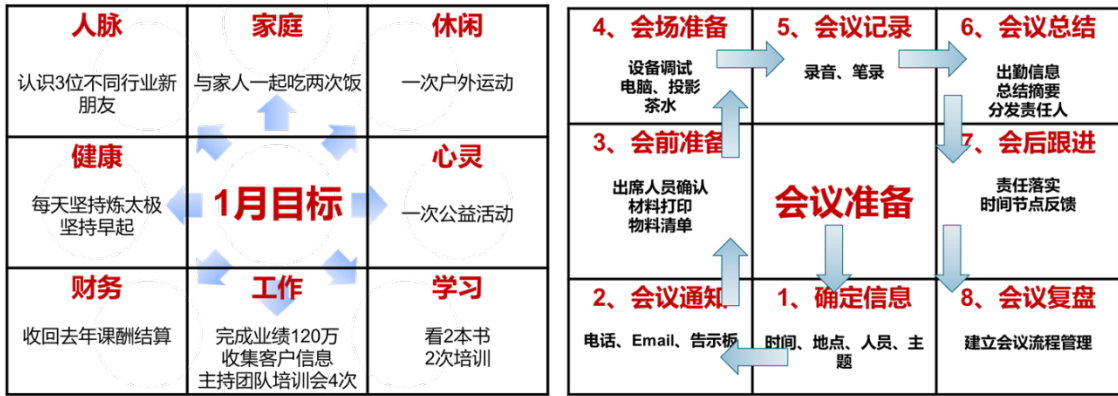 人脉
认识3位不同行业新
朋友
家庭
与家人一起吃两次饭
休闲
一次户外运动
健康
每天坚持炼太极
坚持早起
1月目标
心灵
一次公益活动
财务
收回去年课酬结算
工作
完成业绩120万
收集客户信息
主持团队培训会4次
学习
看2本书
2次培训
4、会场准备
设备调试
电脑、投影
茶水
5、会议记录
录音、笔录
6、会议总结
出勤信息
总结摘要
分发责任人
3、会前准备
出席人员确认
材料打印
物料清单
会议准备
7、会后跟进
责任落实
时间节点反馈
2、会议通知
电话、Email、告示板
1、确定信息
时间、地点、人员、主
题
8、会议复盘
建立会议流程管理